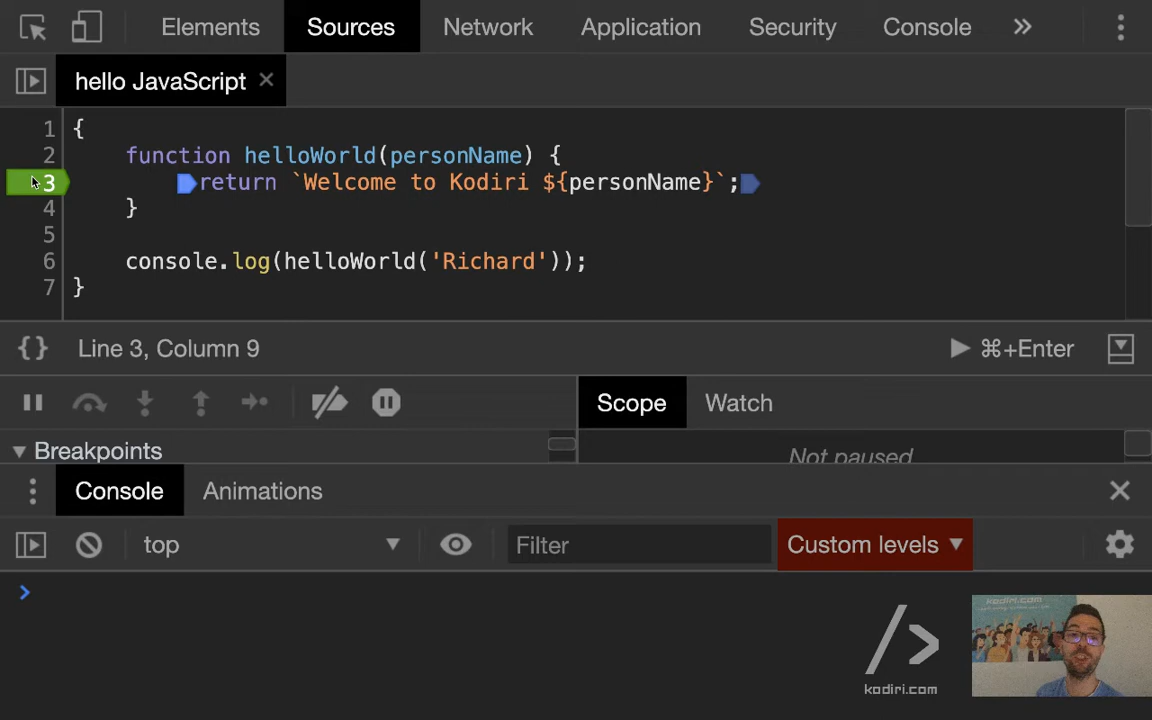 Elements Sources Network Application Security Console »
hello JavaScript ×
1 {
2 function helloWorld(personName) {
3 return `Welcome to Kodiri ${personName}`;
4 }
5
6 console.log(helloWorld('Richard'));
7 }
{} Line 3, Column 9 ⌘+Enter
Scope Watch
Breakpoints
Not paused
Console Animations
top Filter Custom levels
</>
kodiri.com
kodiri.com